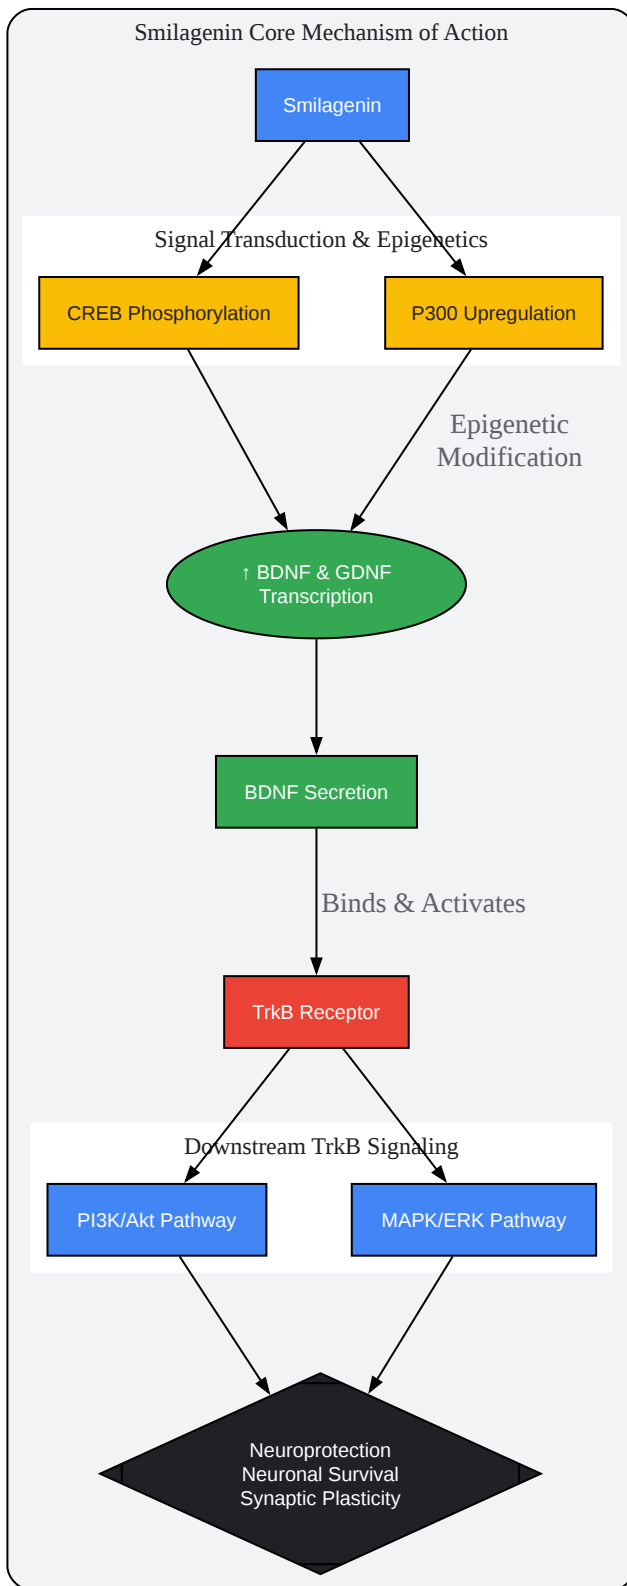 Smilagenin Core Mechanism of Action
Smilagenin
Signal Transduction & Epigenetics
CREB Phosphorylation
P300 Upregulation
Epigenetic
Modification
↑ BDNF & GDNF
Transcription
BDNF Secretion
Binds & Activates
TrkB Receptor
Downstream TrkB Signaling
PI3K/Akt Pathway
MAPK/ERK Pathway
Neuroprotection
Neuronal Survival
Synaptic Plasticity